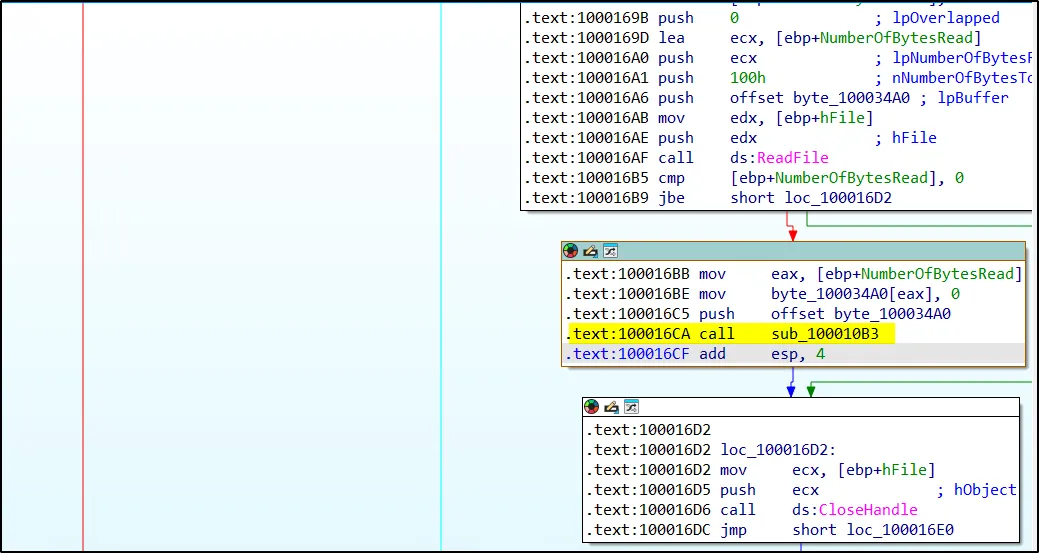 .text:1000169B push 0 ; lpOverlapped
.text:1000169D lea ecx, [ebp+NumberOfBytesRead]
.text:100016A0 push ecx ; lpNumberOfBytesR
.text:100016A1 push 100h ; nNumberOfBytesTo
.text:100016A6 push offset byte_100034A0 ; lpBuffer
.text:100016AB mov edx, [ebp+hFile]
.text:100016AE push edx ; hFile
.text:100016AF call ds:ReadFile
.text:100016B5 cmp [ebp+NumberOfBytesRead], 0
.text:100016B9 jbe short loc_100016D2
.text:100016BB mov eax, [ebp+NumberOfBytesRead]
.text:100016BE mov byte_100034A0[eax], 0
.text:100016C5 push offset byte_100034A0
.text:100016CA call sub_100010B3
.text:100016CF add esp, 4
.text:100016D2
.text:100016D2 loc_100016D2:
.text:100016D2 mov ecx, [ebp+hFile]
.text:100016D5 push ecx ; hObject
.text:100016D6 call ds:CloseHandle
.text:100016DC jmp short loc_100016E0